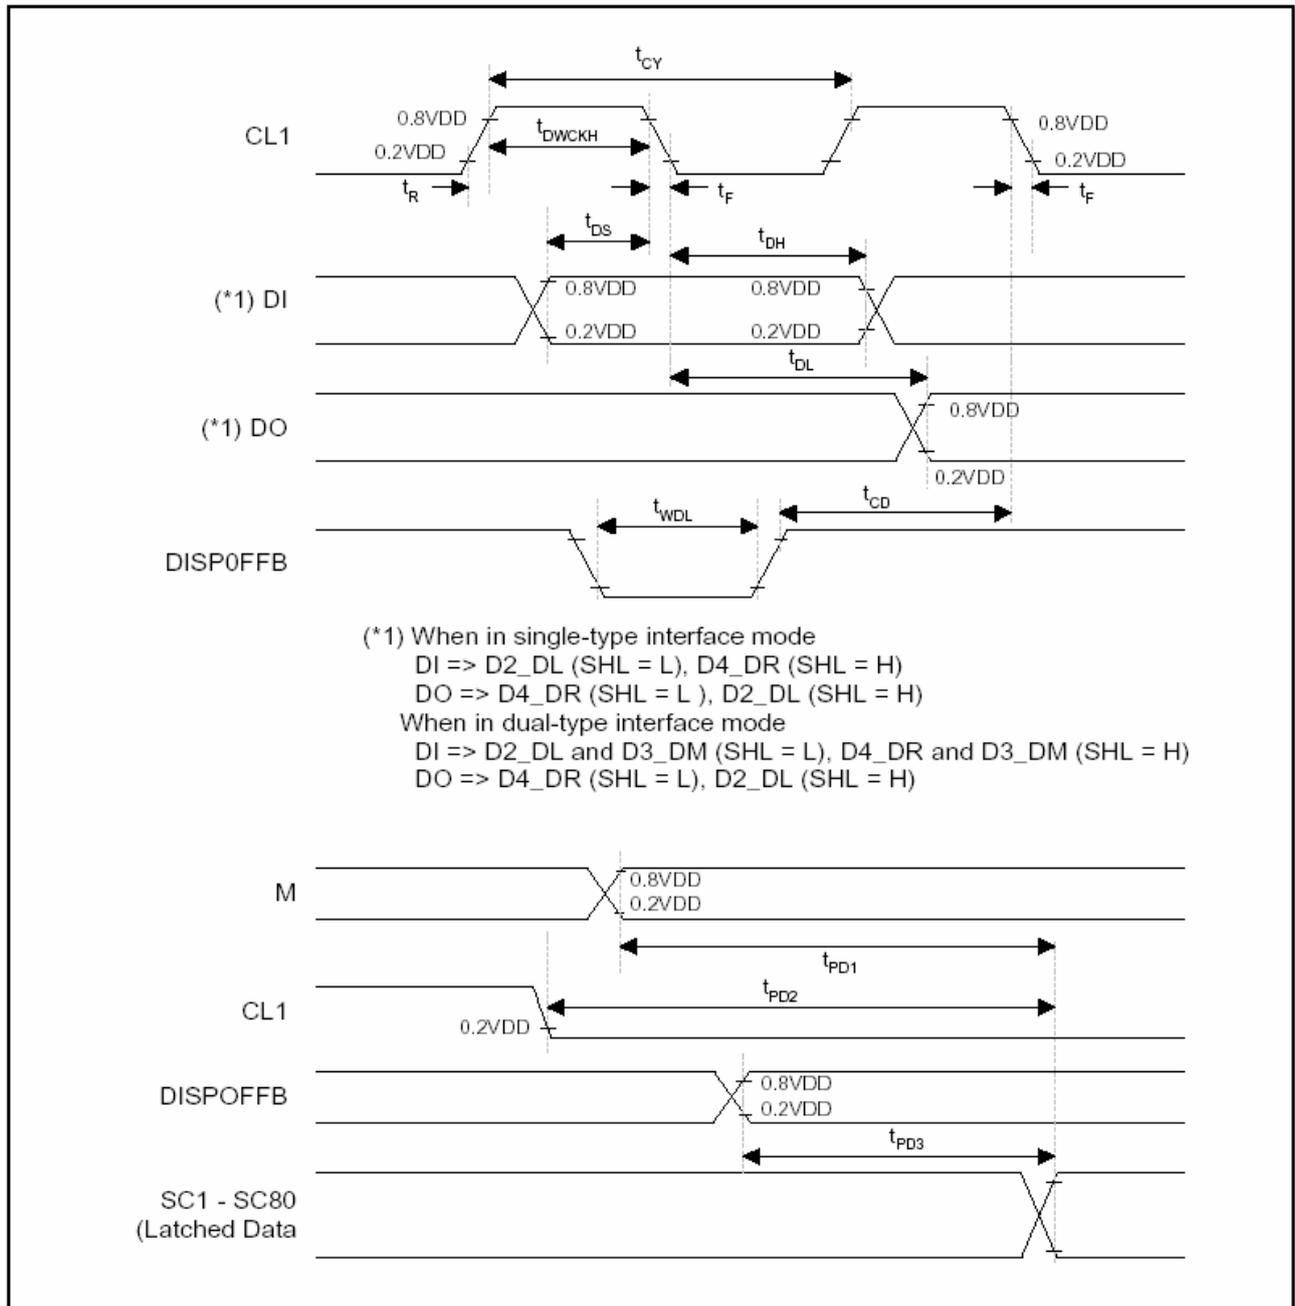 tCY
CL1
0.8VDD
tDWCKH
0.8VDD
0.2VDD
0.2VDD
tR
tF
tF
tDS
tDH
(*1) DI
0.8VDD
0.8VDD
0.2VDD
0.2VDD
tDL
(*1) DO
0.8VDD
0.2VDD
tWDL
tCD
DISP0FFB
(*1) When in single-type interface mode
DI => D2_DL (SHL = L), D4_DR (SHL = H)
DO => D4_DR (SHL = L ), D2_DL (SHL = H)
When in dual-type interface mode
DI => D2_DL and D3_DM (SHL = L), D4_DR and D3_DM (SHL = H)
DO => D4_DR (SHL = L), D2_DL (SHL = H)
M
0.8VDD
0.2VDD
tPD1
CL1
tPD2
0.2VDD
DISPOFFB
0.8VDD
0.2VDD
tPD3
SC1 - SC80
(Latched Data